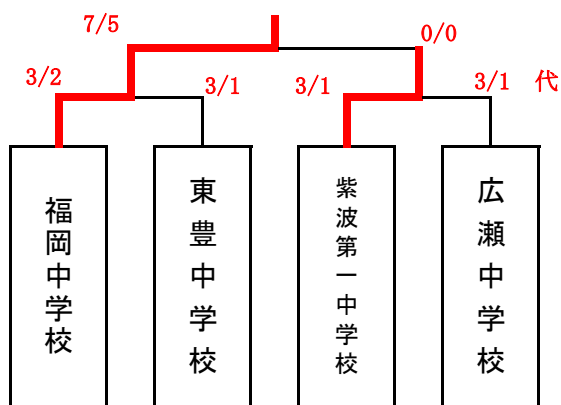 7/5
0/0
3/2
3/1
3/1
3/1 代
福岡中学校
東豊中学校
紫波第一中学校
広瀬中学校